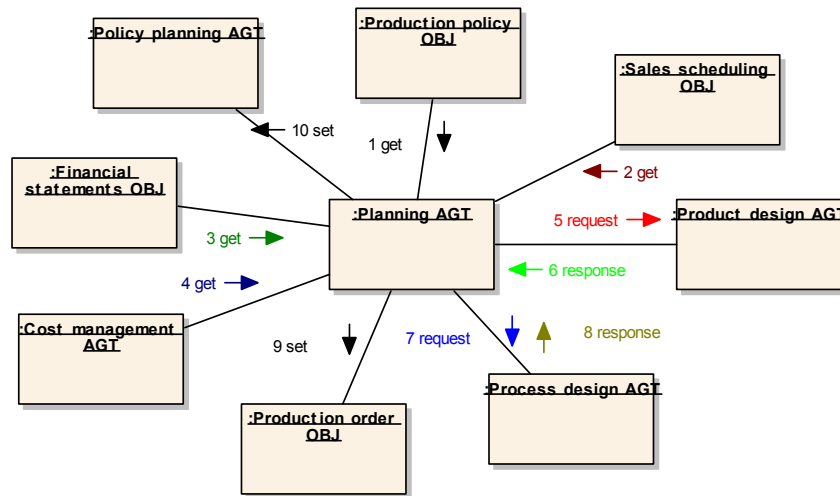 :Production policy
OBJ
:Policy planning AGT
:Sales scheduling
OBJ
10 set
1 get
2 get
:Financial
statements OBJ
:Planning AGT
:Product design AGT
5 request
3 get
6 response
4 get
:Cost management
AGT
9 set
7 request
8 response
:Process design AGT
:Production order
OBJ